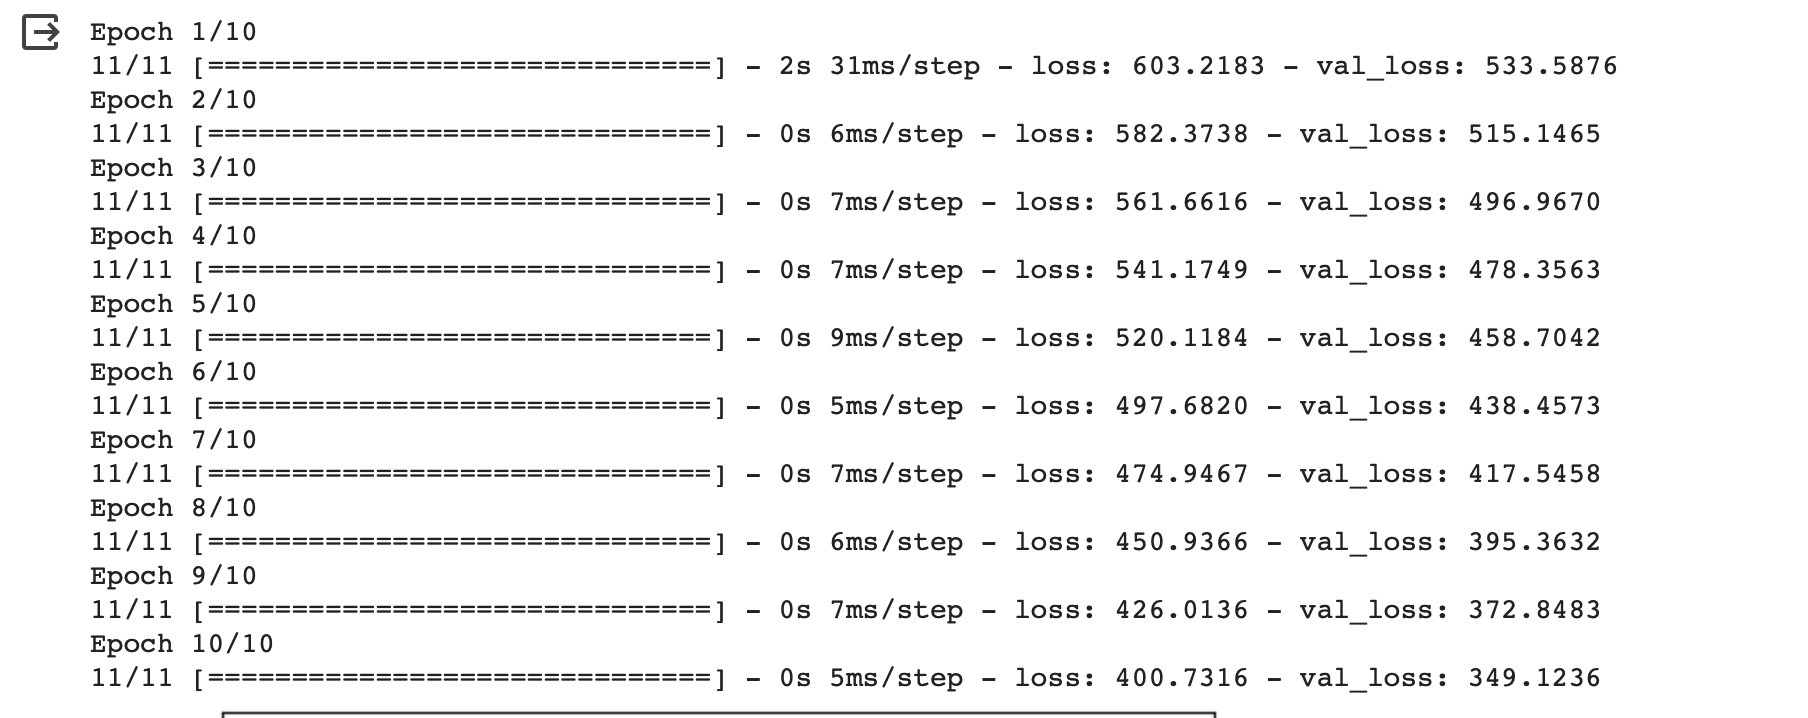 Epoch 1/10
11/11 [==============================] - 2s 31ms/step - loss: 603.2183 - val_loss: 533.5876
Epoch 2/10
11/11 [==============================] - 0s 6ms/step - loss: 582.3738 - val_loss: 515.1465
Epoch 3/10
11/11 [==============================] - 0s 7ms/step - loss: 561.6616 - val_loss: 496.9670
Epoch 4/10
11/11 [==============================] - 0s 7ms/step - loss: 541.1749 - val_loss: 478.3563
Epoch 5/10
11/11 [==============================] - 0s 9ms/step - loss: 520.1184 - val_loss: 458.7042
Epoch 6/10
11/11 [==============================] - 0s 5ms/step - loss: 497.6820 - val_loss: 438.4573
Epoch 7/10
11/11 [==============================] - 0s 7ms/step - loss: 474.9467 - val_loss: 417.5458
Epoch 8/10
11/11 [==============================] - 0s 6ms/step - loss: 450.9366 - val_loss: 395.3632
Epoch 9/10
11/11 [==============================] - 0s 7ms/step - loss: 426.0136 - val_loss: 372.8483
Epoch 10/10
11/11 [==============================] - 0s 5ms/step - loss: 400.7316 - val_loss: 349.1236